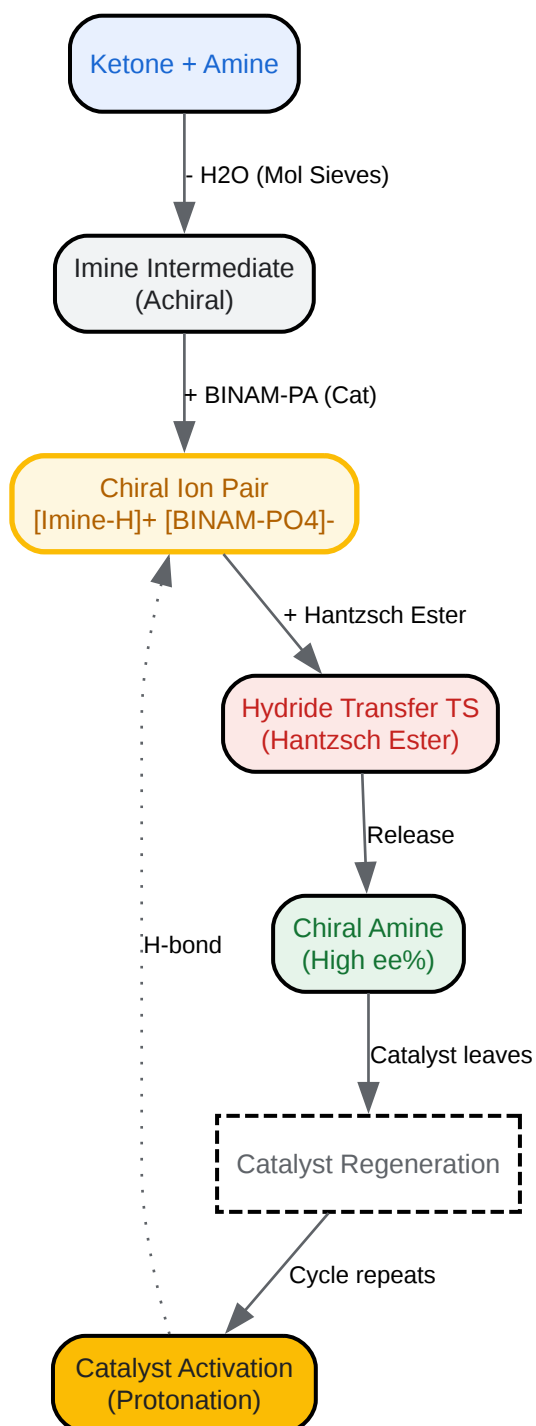 Ketone + Amine
- H2O (Mol Sieves)
Imine Intermediate
(Achiral)
+ BINAM-PA (Cat)
Chiral Ion Pair
[Imine-H]+ [BINAM-PO4]-
+ Hantzsch Ester
Hydride Transfer TS
(Hantzsch Ester)
Release
Chiral Amine
(High ee%)
H-bond
Catalyst leaves
Catalyst Regeneration
Cycle repeats
Catalyst Activation
(Protonation)